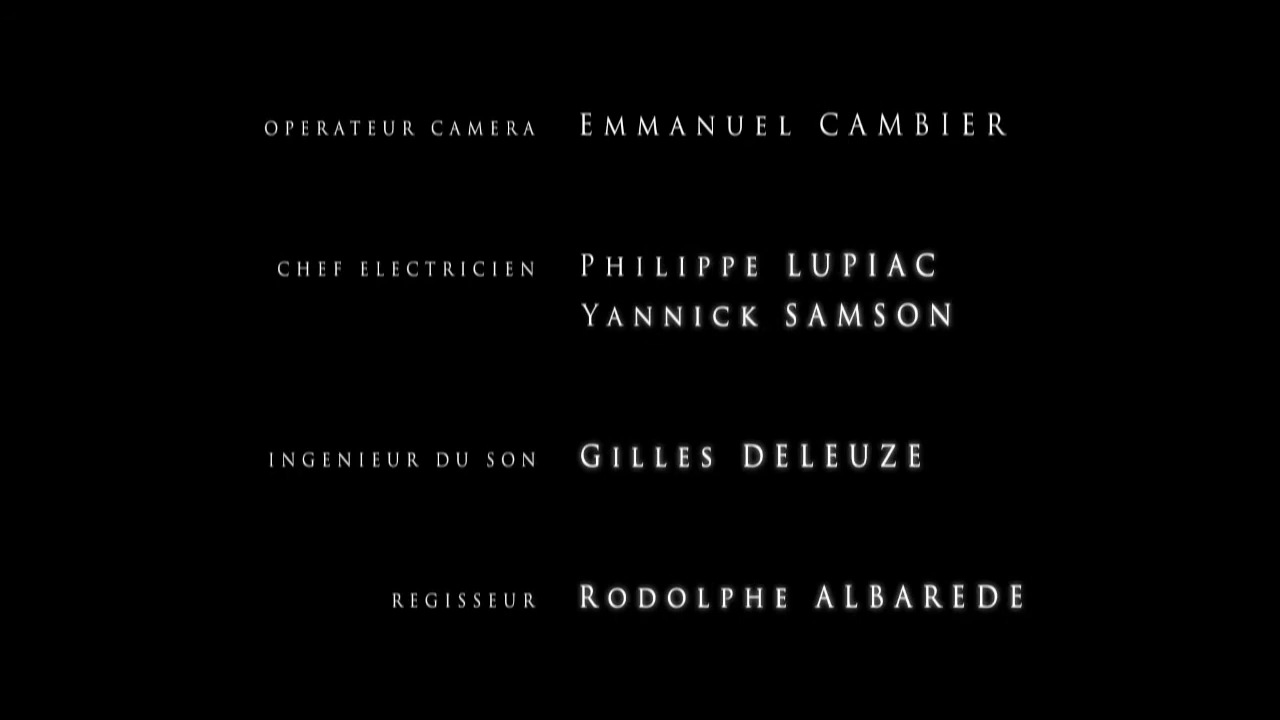 OPERATEUR CAMERA EMMANUEL CAMBIER
CHEF ELECTRICIEN PHILIPPE LUPIAC
YANNICK SAMSON
INGENIEUR DU SON GILLES DELEUZE
REGISSEUR RODOLPHE ALBAREDE